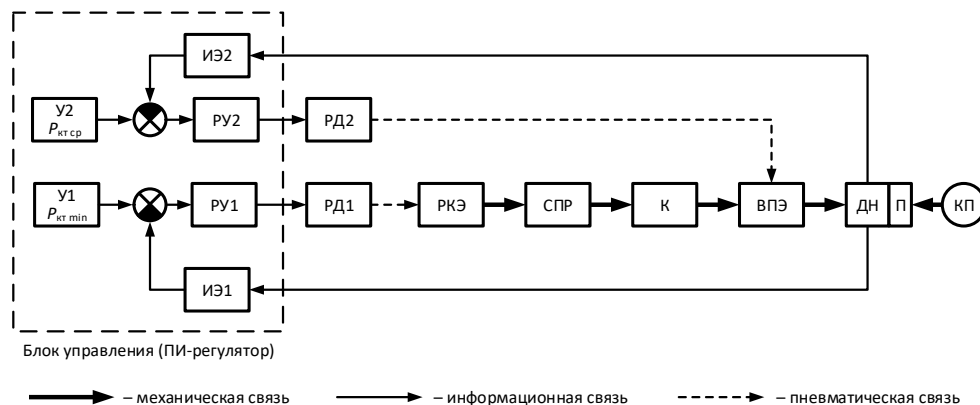 ИЭ2
У2
Pкт ср
РУ2
РД2
У1
Pкт min
РУ1
РД1
РКЭ
СПР
К
ВПЭ
ДН
П
КП
ИЭ1
Блок управления (ПИ-регулятор)
– механическая связь
– информационная связь
– пневматическая связь